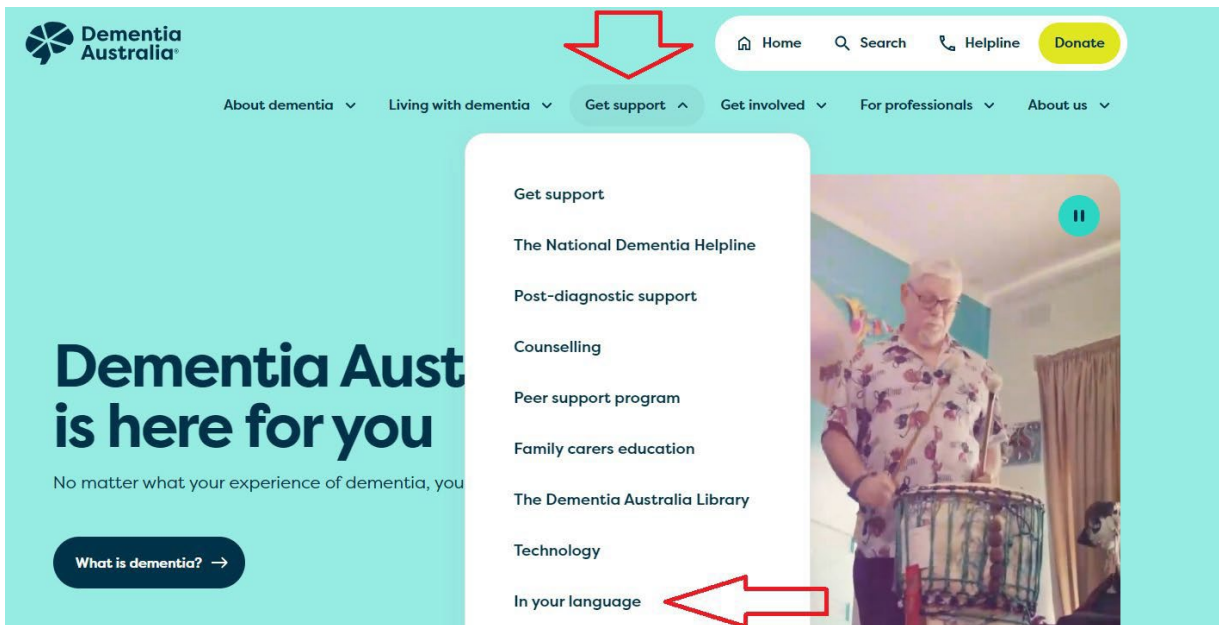 Dementia
Australia®
Home Search Helpline Donate
About dementia Living with dementia Get support Get involved For professionals About us
Get support
The National Dementia Helpline
Post-diagnostic support
Counselling
Peer support program
Family carers education
The Dementia Australia Library
Technology
In your language
Dementia Aust
is here for you
No matter what your experience of dementia, you
What is dementia? →